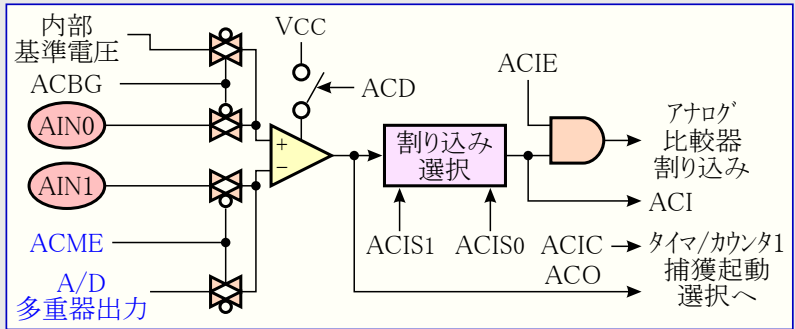 内部
基準電圧
ACBG
AIN0
AIN1
ACME
A/D
多重器出力
VCC
ACD
+
−
割り込み
選択
ACIS1
ACIS0
ACIE
アナログ
比較器
割り込み
ACI
ACIC
タイマ/カウンタ1
捕獲起動
選択へ
ACO